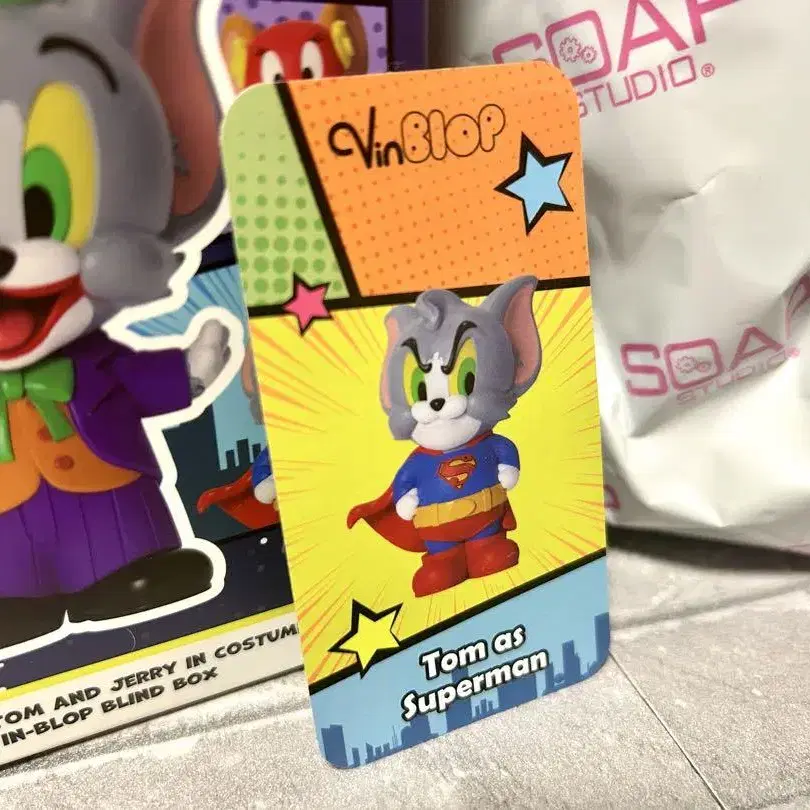 SOAP
STUDIO®
VinBLOP
SOAP
STUDIO
Tom as
Superman
TOM AND JERRY IN COSTUM
IN-BLOP BLIND BOX